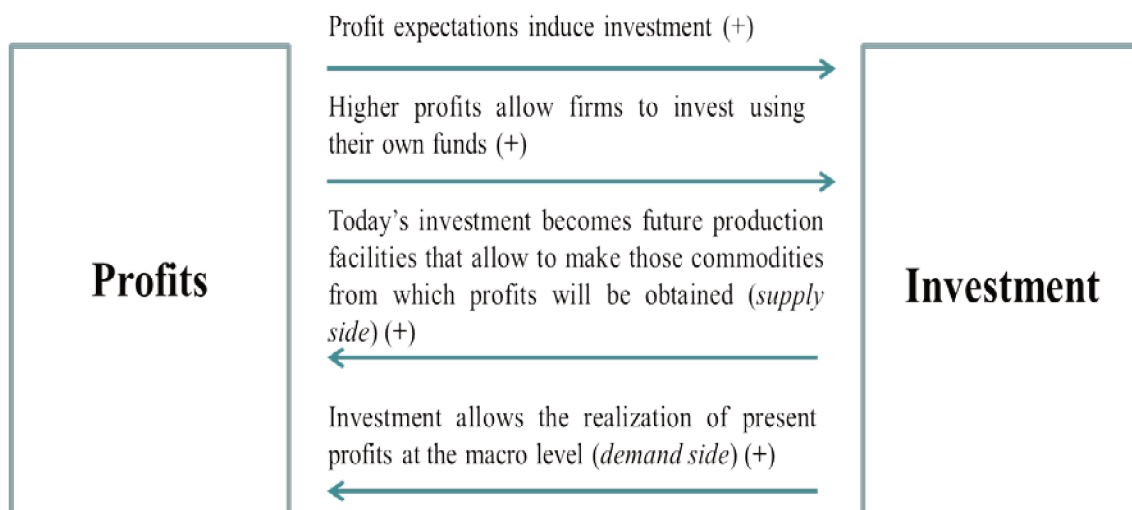 Profit expectations induce investment (+)
Higher profits allow firms to invest using
their own funds (+)
Today’s investment becomes future production
facilities that allow to make those commodities
from which profits will be obtained (supply
side) (+)
Investment allows the realization of present
profits at the macro level (demand side) (+)
Profits
Investment